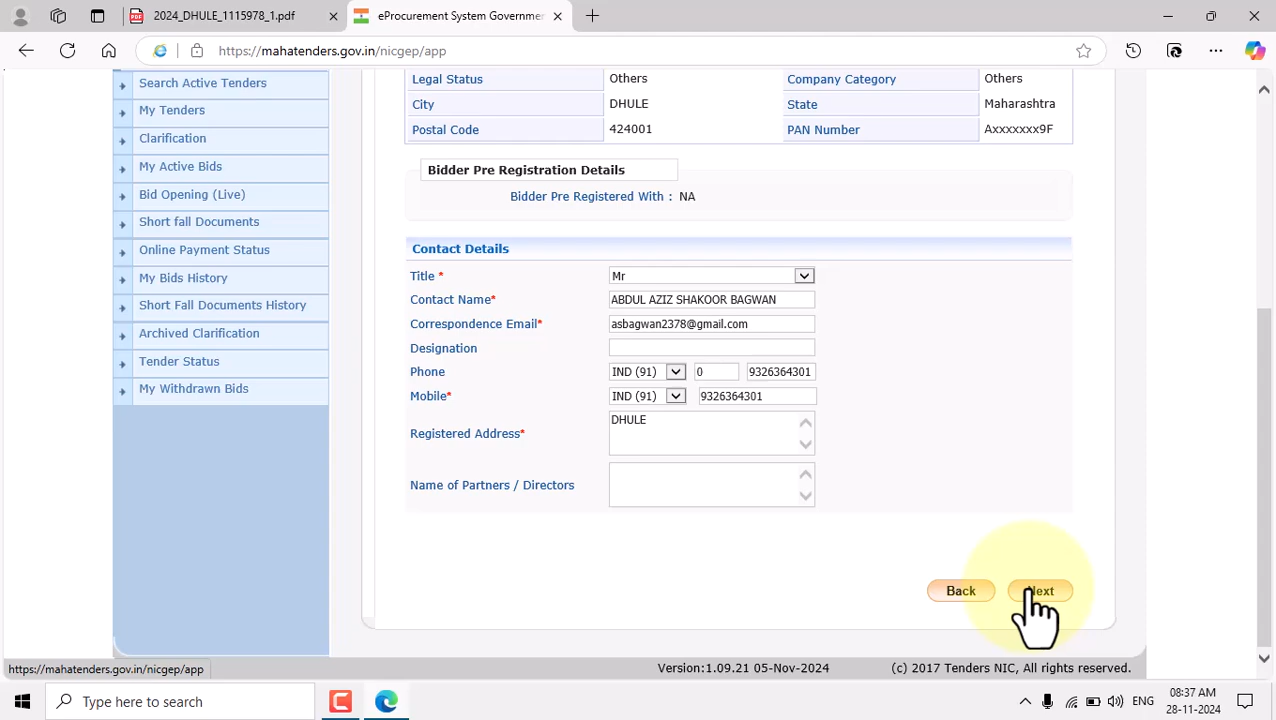 2024_DHULE_1115978_1.pdf
eProcurement System Governme
https://mahatenders.gov.in/nicgep/app
Search Active Tenders
My Tenders
Clarification
My Active Bids
Bid Opening (Live)
Short fall Documents
Online Payment Status
My Bids History
Short Fall Documents History
Archived Clarification
Tender Status
My Withdrawn Bids
Legal Status Others Company Category Others
City DHULE State Maharashtra
Postal Code 424001 PAN Number Axxxxxxx9F
Bidder Pre Registration Details
Bidder Pre Registered With : NA
Contact Details
Title * Mr
Contact Name* ABDUL AZIZ SHAKOOR BAGWAN
Correspondence Email* asbagwan2378@gmail.com
Designation
Phone IND (91) 0 9326364301
Mobile* IND (91) 9326364301
Registered Address* DHULE
Name of Partners / Directors
Back Next
https://mahatenders.gov.in/nicgep/app
Version:1.09.21 05-Nov-2024 (c) 2017 Tenders NIC, All rights reserved.
Type here to search
ENG
08:37 AM
28-11-2024